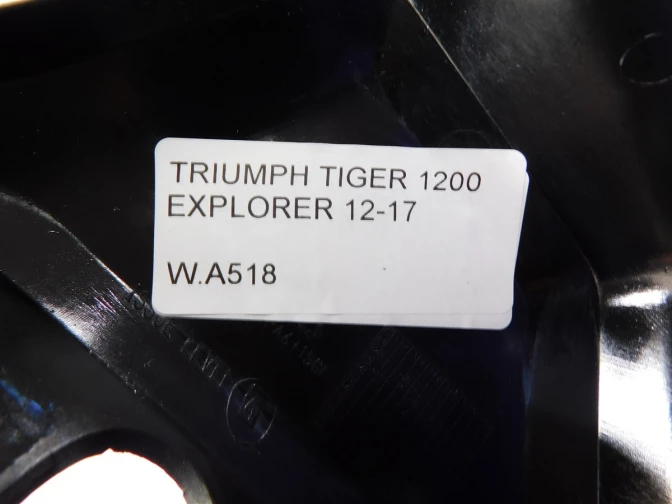 TRIUMPH TIGER 1200
EXPLORER 12-17
W.A518